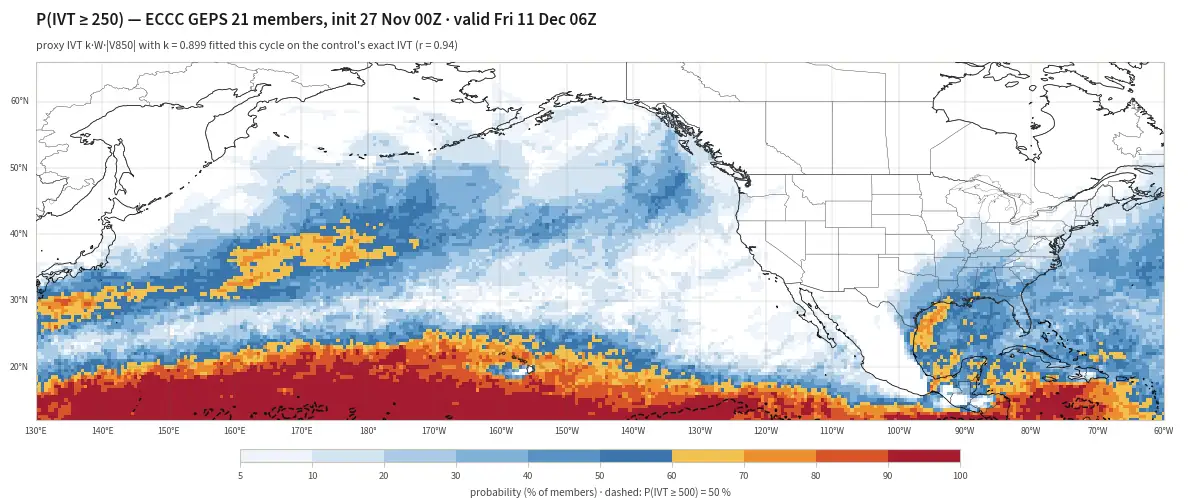 P(IVT ≥ 250) — ECCC GEPS 21 members, init 27 Nov 00Z · valid Fri 11 Dec 06Z
proxy IVT k·W·|V850| with k = 0.899 fitted this cycle on the control's exact IVT (r = 0.94)
60°N
50°N
40°N
30°N
20°N
130°E 140°E 150°E 160°E 170°E 180° 170°W 160°W 150°W 140°W 130°W 120°W 110°W 100°W 90°W 80°W 70°W 60°W
5 10 20 30 40 50 60 70 80 90 100
probability (% of members) · dashed: P(IVT ≥ 500) = 50 %